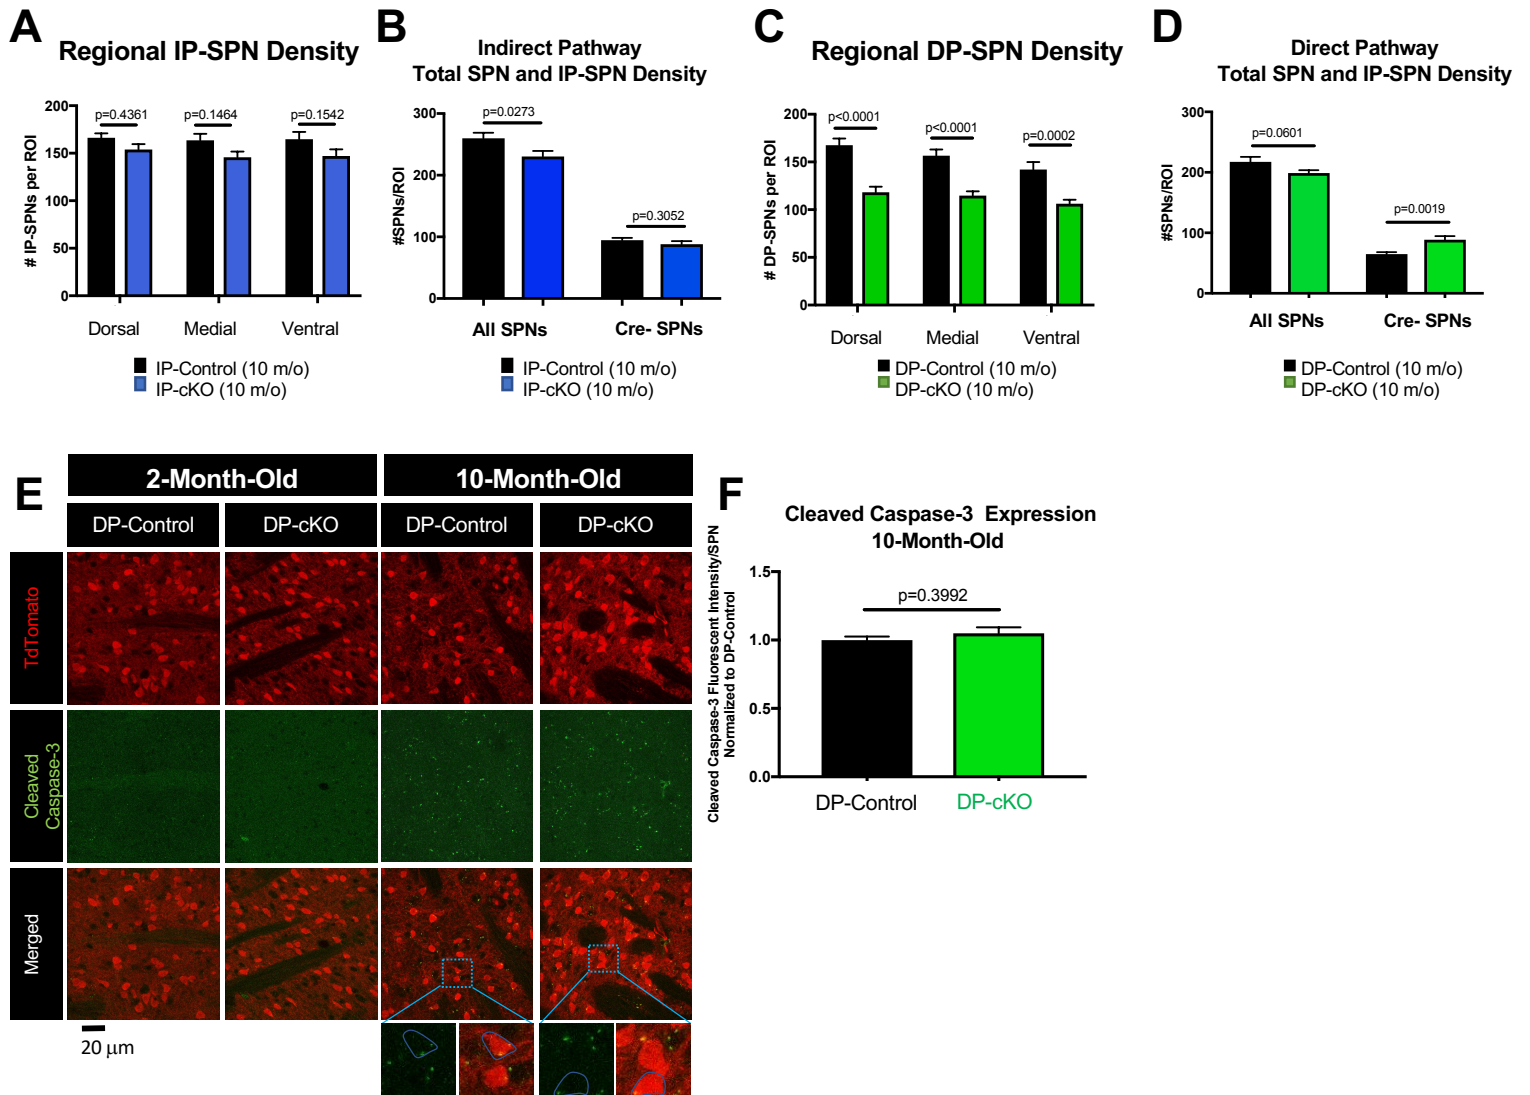 A
Regional IP-SPN Density
# IP-SPNs per ROI
200
150
100
50
0
p=0.4361
p=0.1464
p=0.1542
Dorsal
Medial
Ventral
IP-Control (10 m/o)
IP-cKO (10 m/o)
B
Indirect Pathway
Total SPN and IP-SPN Density
#SPNs/ROI
300
200
100
0
p=0.0273
p=0.3052
All SPNs
Cre- SPNs
IP-Control (10 m/o)
IP-cKO (10 m/o)
C
Regional DP-SPN Density
# DP-SPNs per ROI
200
150
100
50
0
p<0.0001
p<0.0001
p=0.0002
Dorsal
Medial
Ventral
DP-Control (10 m/o)
DP-cKO (10 m/o)
D
Direct Pathway
Total SPN and IP-SPN Density
#SPNs/ROI
300
200
100
0
p=0.0601
p=0.0019
All SPNs
Cre- SPNs
DP-Control (10 m/o)
DP-cKO (10 m/o)
E
2-Month-Old
10-Month-Old
DP-Control
DP-cKO
DP-Control
DP-cKO
TdTomato
Cleaved
Caspase-3
Merged
20 μm
F
Cleaved Caspase-3 Expression
10-Month-Old
Cleaved Caspase-3 Fluorescent Intensity/SPN
Normalized to DP-Control
1.5
1.0
0.5
0.0
p=0.3992
DP-Control
DP-cKO